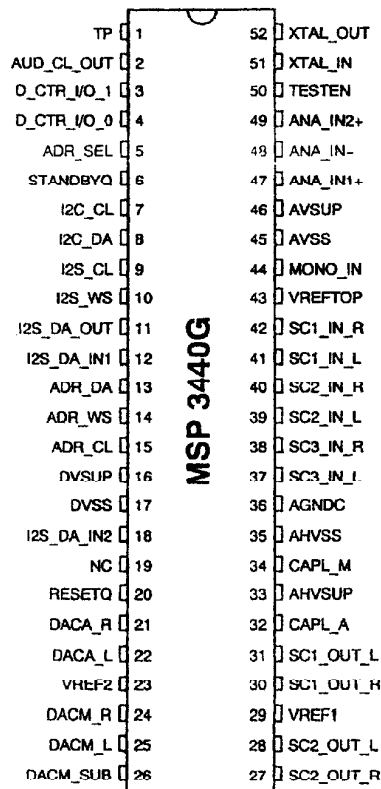 TP 1 52 XTAL_OUT
AUD_CL_OUT 2 51 XTAL_IN
D_CTR_I/O_1 3 50 TESTEN
D_CTR_I/O_0 4 49 ANA_IN2+
ADR_SEL 5 48 ANA_IN-
STANDBYQ 6 47 ANA_IN1+
I2C_CL 7 46 AVSUP
I2C_DA 8 45 AVSS
I2S_CL 9 44 MONO_IN
I2S_WS 10 43 VREFTOP
I2S_DA_OUT 11 42 SC1_IN_R
I2S_DA_IN1 12 41 SC1_IN_L
ADR_DA 13 40 SC2_IN_R
ADR_WS 14 39 SC2_IN_L
ADR_CL 15 38 SC3_IN_R
DVSUP 16 37 SC3_IN_L
DVSS 17 36 AGNDC
I2S_DA_IN2 18 35 AHVSS
NC 19 34 CAPL_M
RESETQ 20 33 AHVSUP
DACA_R 21 32 CAPL_A
DACA_L 22 31 SC1_OUT_L
VREF2 23 30 SC1_OUT_R
DACM_R 24 29 VREF1
DACM_L 25 28 SC2_OUT_L
DACM_SUB 26 27 SC2_OUT_R
MSP 3440G